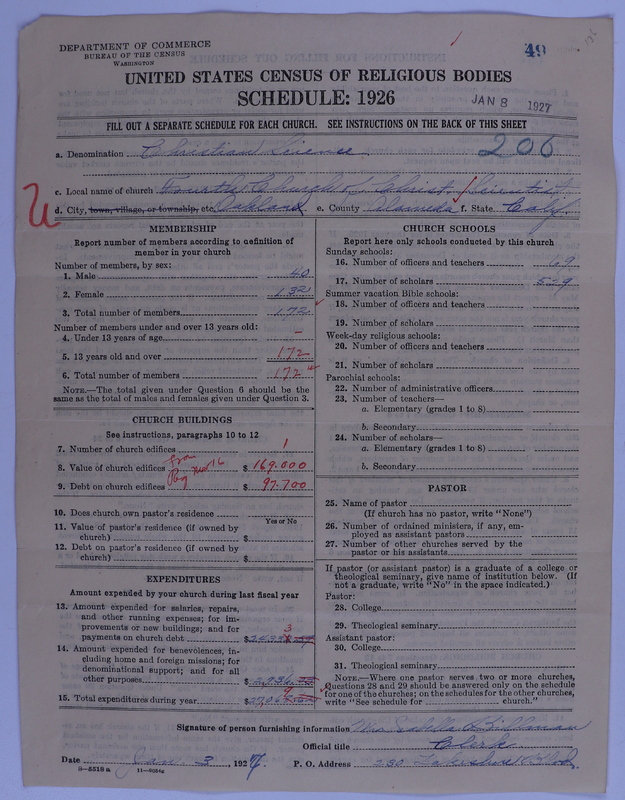 DEPARTMENT OF COMMERCE
BUREAU OF THE CENSUS
WASHINGTON
49
UNITED STATES CENSUS OF RELIGIOUS BODIES
SCHEDULE: 1926
JAN 8 1927
FILL OUT A SEPARATE SCHEDULE FOR EACH CHURCH. SEE INSTRUCTIONS ON THE BACK OF THIS SHEET
a. Denomination Christian Science 206
c. Local name of church Fourth Church of Christ, Scientist
d. City, town, village, or township, etc. Oakland e. County Alameda f. State Calif.
U
MEMBERSHIP
Report number of members according to definition of
member in your church
Number of members, by sex:
1. Male 40
2. Female 132
3. Total number of members 172
Number of members under and over 13 years old:
4. Under 13 years of age –
5. 13 years old and over 172
6. Total number of members 172
NOTE.—The total given under Question 6 should be
same as the total of males and females given under Question 3.
CHURCH BUILDINGS
See instructions, paragraphs 10 to 12
7. Number of church edifices 1
8. Value of church edifices $ 169.000
9. Debt on church edifices $ 97.700
10. Does church own pastor's residence
Yes or No
11. Value of pastor's residence (if owned by
church) $
12. Debt on pastor's residence (if owned by
church) $
EXPENDITURES
Amount expended by your church during last fiscal year
13. Amount expended for salaries, repairs,
and other running expenses; for im-
provements or new buildings; and for
payments on church debt $
14. Amount expended for benevolences, in-
cluding home and foreign missions; for
denominational support; and for all
other purposes $
15. Total expenditures during year $
CHURCH SCHOOLS
Report here only schools conducted by this church
Sunday schools:
16. Number of officers and teachers 69
17. Number of scholars 529
Summer vacation Bible schools:
18. Number of officers and teachers
19. Number of scholars
Week-day religious schools:
20. Number of officers and teachers
21. Number of scholars
Parochial schools:
22. Number of administrative officers
23. Number of teachers—
a. Elementary (grades 1 to 8)
b. Secondary
24. Number of scholars—
a. Elementary (grades 1 to 8)
b. Secondary
PASTOR
25. Name of pastor
(If church has no pastor, write "None")
26. Number of ordained ministers, if any, em-
ployed as assistant pastors
27. Number of other churches served by the
pastor or his assistants
If pastor (or assistant pastor) is a graduate of a college or
theological seminary, give name of institution below. (If
not a graduate, write "No" in the space indicated.)
Pastor:
28. College
29. Theological seminary
Assistant pastor:
30. College
31. Theological seminary
NOTE.—Where one pastor serves two or more churches,
Questions 28 and 29 should be answered only on the schedule
for one of the churches; on the schedules for the other churches,
write "See schedule for church."
Signature of person furnishing information Mrs.
Official title Clerk
Date Jan. 3, 1927 P. O. Address 230 Lakeshore Blvd.
8—5518 a 11—9054a